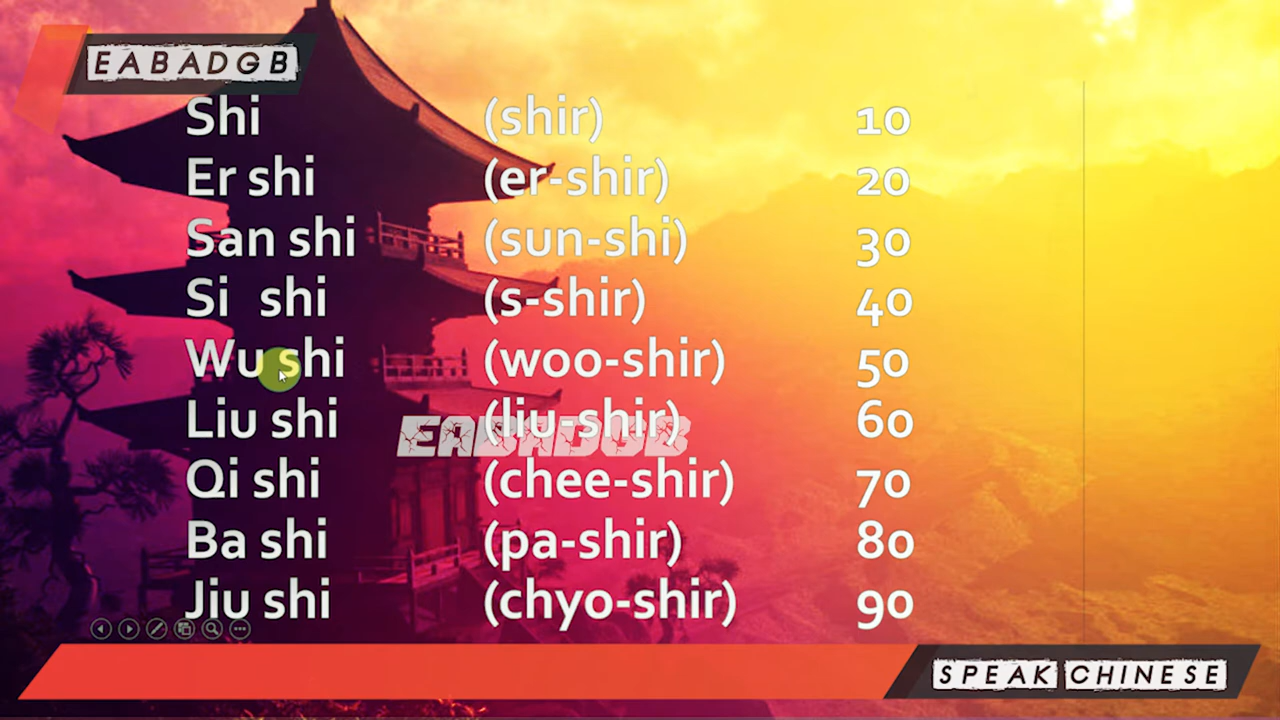 EABADGB
Shi (shir) 10
Er shi (er-shir) 20
San shi (sun-shi) 30
Si shi (s-shir) 40
Wu shi (woo-shir) 50
Liu shi (liu-shir) 60
EABADGB
Qi shi (chee-shir) 70
Ba shi (pa-shir) 80
Jiu shi (chyo-shir) 90
SPEAK CHINESE